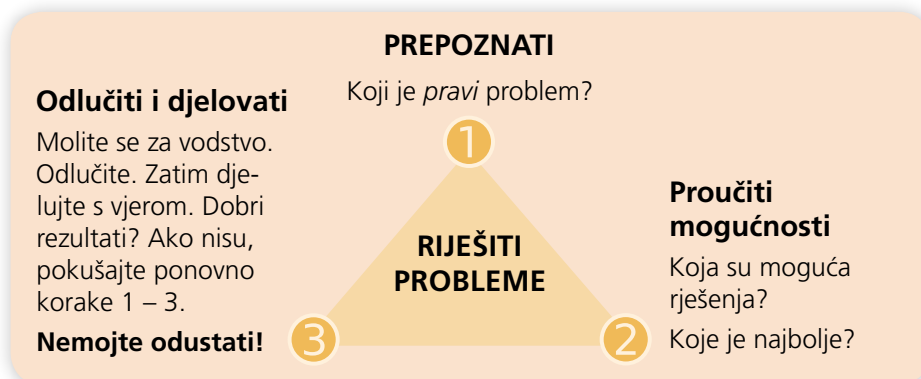 PREPOZNATI
Koji je pravi problem?
1
RIJEŠITI
PROBLEME
Proučiti
mogućnosti
Koja su moguća
rješenja?
Koje je najbolje?
2
Odlučiti i djelovati
Molite se za vodstvo.
Odlučite. Zatim dje-
lujte s vjerom. Dobri
rezultati? Ako nisu,
pokušajte ponovno
korake 1 – 3.
Nemojte odustati!
3